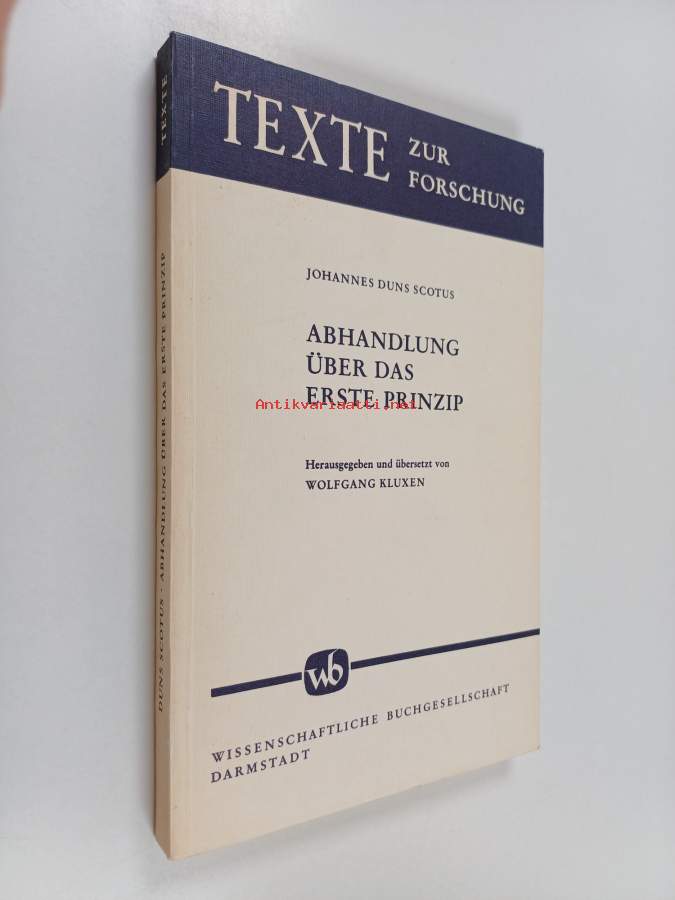 TEXTE ZUR
FORSCHUNG
JOHANNES DUNS SCOTUS
ABHANDLUNG
ÜBER DAS
ERSTE PRINZIP
Antikvariaatti.net
Herausgegeben und übersetzt von
WOLFGANG KLUXEN
wb
WISSENSCHAFTLICHE BUCHGESELLSCHAFT
DARMSTADT
DUNS SCOTUS · ABHANDLUNG ÜBER DAS ERSTE PRINZIP
TEXTE